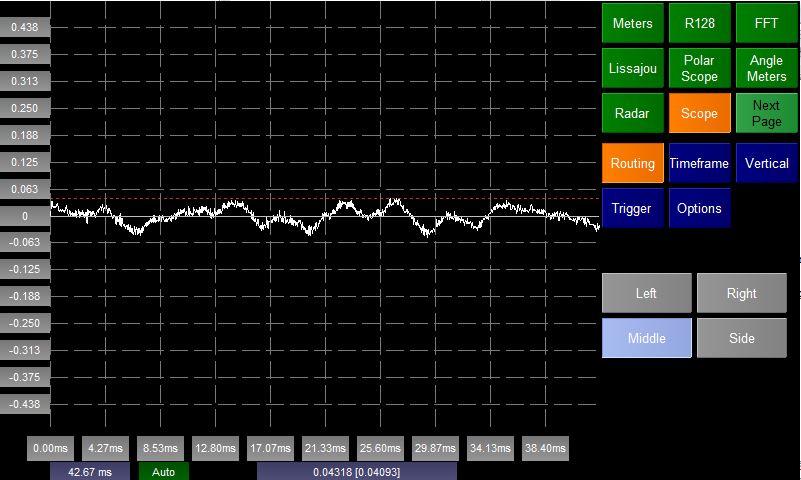 0.438
0.375
0.313
0.250
0.188
0.125
0.063
0
-0.063
-0.125
-0.188
-0.250
-0.313
-0.375
-0.438
0.00ms 4.27ms 8.53ms 12.80ms 17.07ms 21.33ms 25.60ms 29.87ms 34.13ms 38.40ms
42.67 ms Auto 0.04318 [0.04093]
Meters R128 FFT
Lissajou Polar Scope Angle Meters
Radar Scope Next Page
Routing Timeframe Vertical
Trigger Options
Left Right
Middle Side